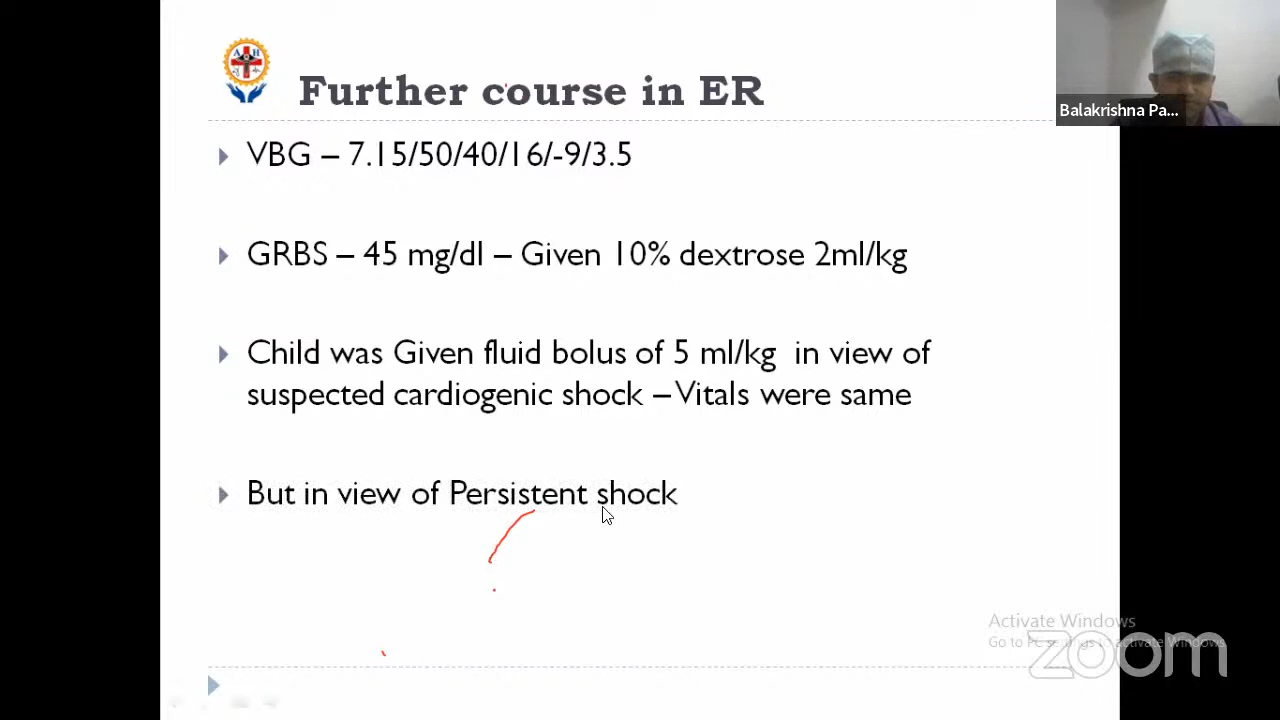 A H
Further course in ER
VBG – 7.15/50/40/16/-9/3.5
GRBS – 45 mg/dl – Given 10% dextrose 2ml/kg
Child was Given fluid bolus of 5 ml/kg in view of
suspected cardiogenic shock – Vitals were same
But in view of Persistent shock
Balakrishna Pa...
Activate Windows
Go to PC settings to activate Windows.
zoom